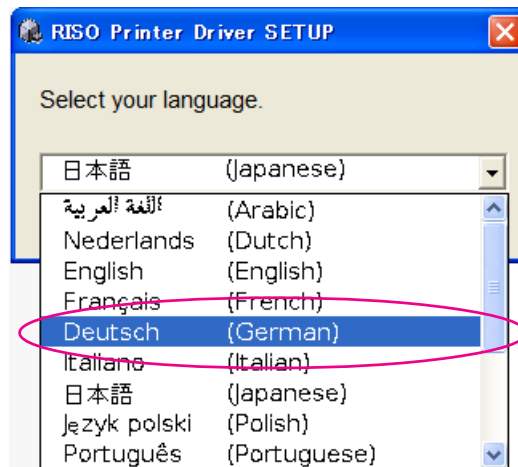 RISO Printer Driver SETUP
Select your language.
日本語 (Japanese)
اللغة العربية (Arabic)
Nederlands (Dutch)
English (English)
Français (French)
Deutsch (German)
Italiano (Italian)
日本語 (Japanese)
Język polski (Polish)
Português (Portuguese)